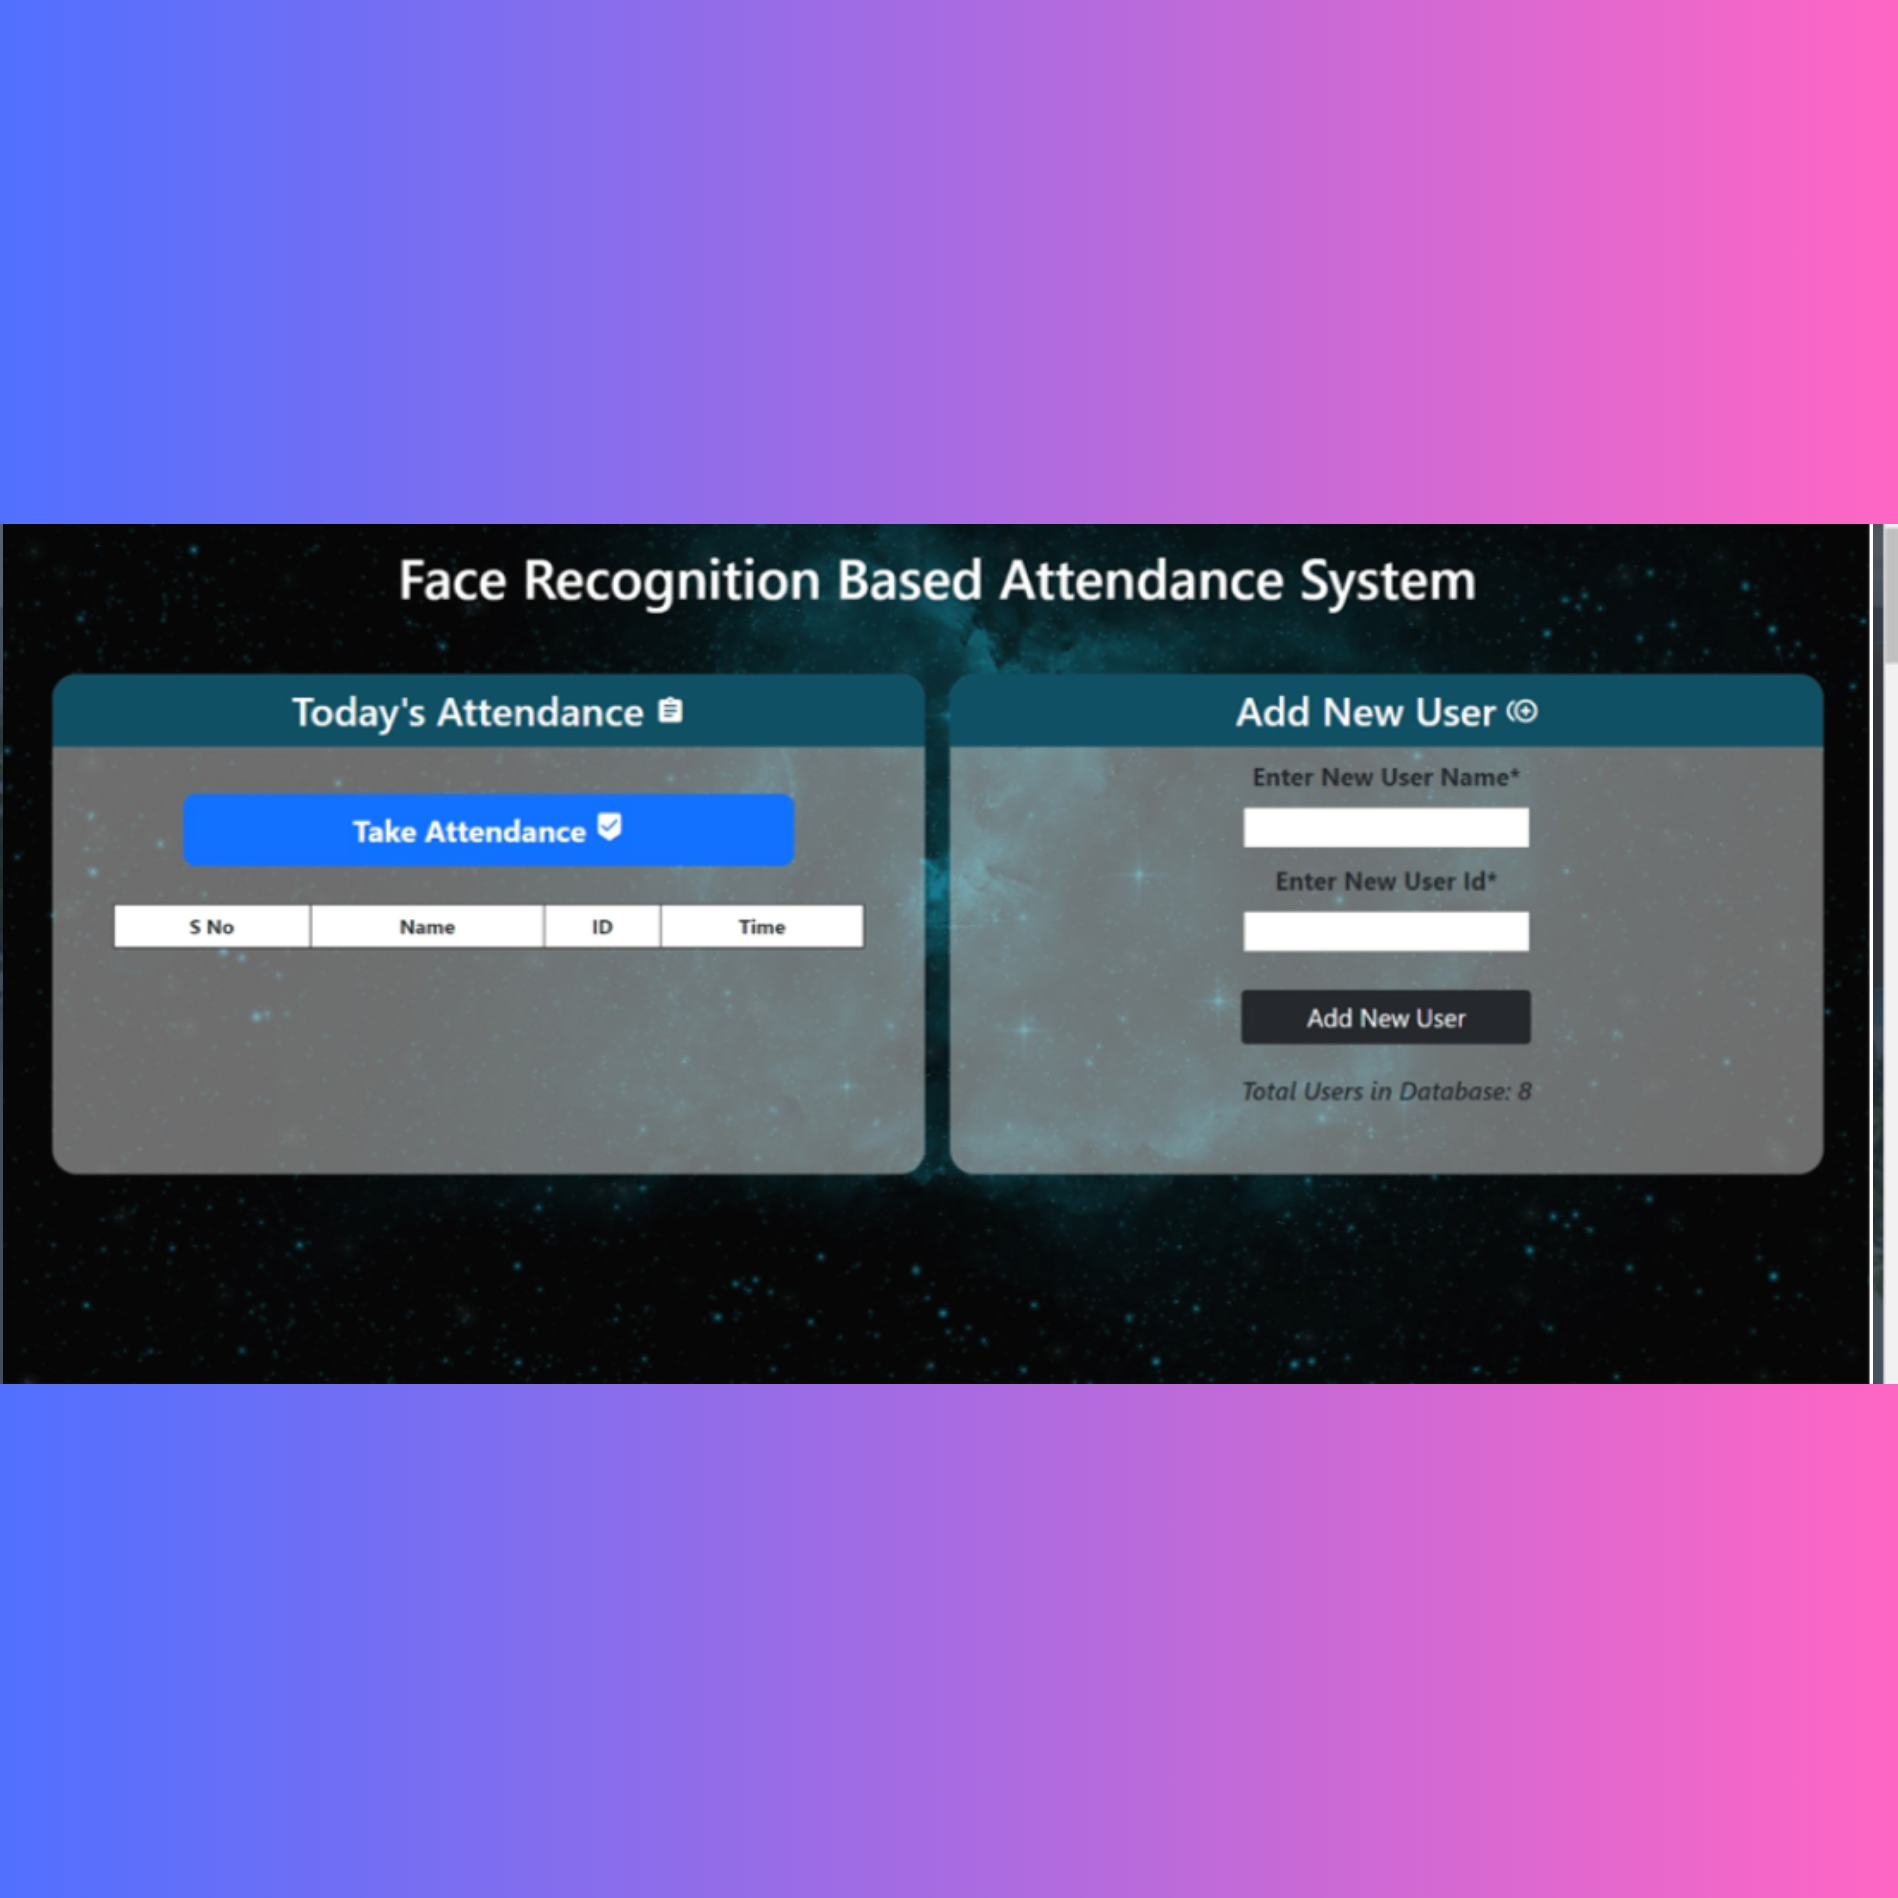 Face Recognition Based Attendance System
Today's Attendance
Take Attendance
S No Name ID Time
Add New User
Enter New User Name*
Enter New User Id*
Add New User
Total Users in Database: 8